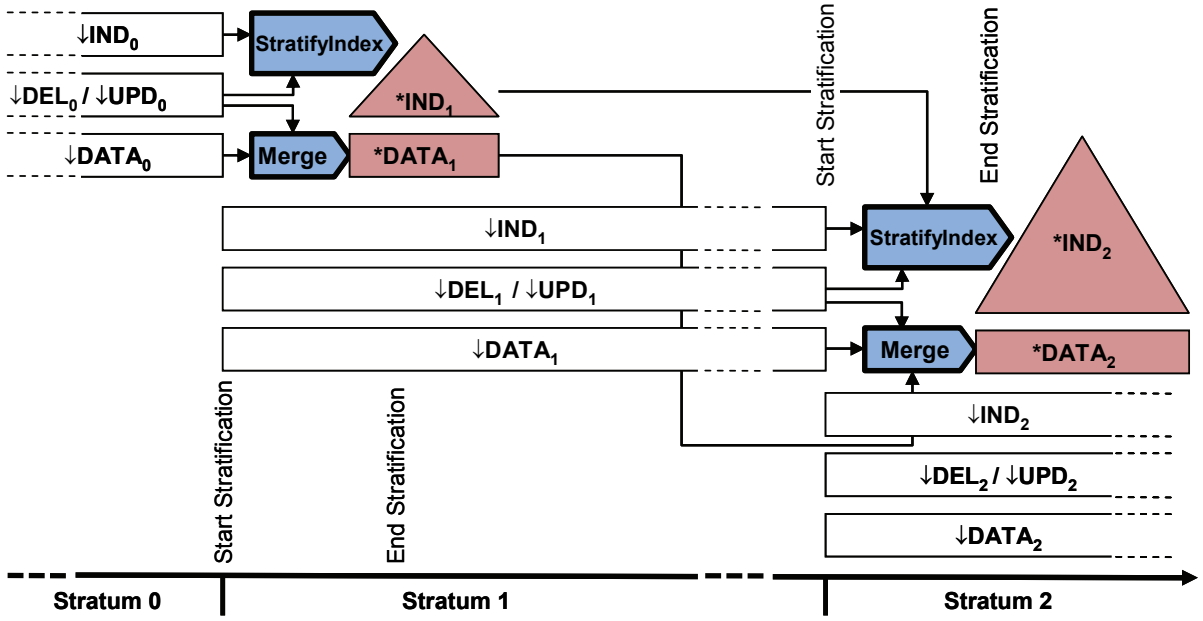 ↓IND₀
StratifyIndex
↓DEL₀ / ↓UPD₀
*IND₁
↓DATA₀
Merge
*DATA₁
Start Stratification
End Stratification
↓IND₁
StratifyIndex
*IND₂
↓DEL₁ / ↓UPD₁
↓DATA₁
Merge
*DATA₂
Start Stratification
End Stratification
↓IND₂
↓DEL₂ / ↓UPD₂
↓DATA₂
Stratum 0
Stratum 1
Stratum 2